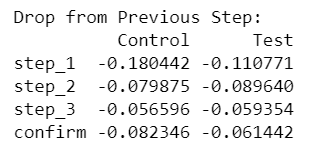 Drop from Previous Step:
Control Test
step_1 -0.180442 -0.110771
step_2 -0.079875 -0.089640
step_3 -0.056596 -0.059354
confirm -0.082346 -0.061442